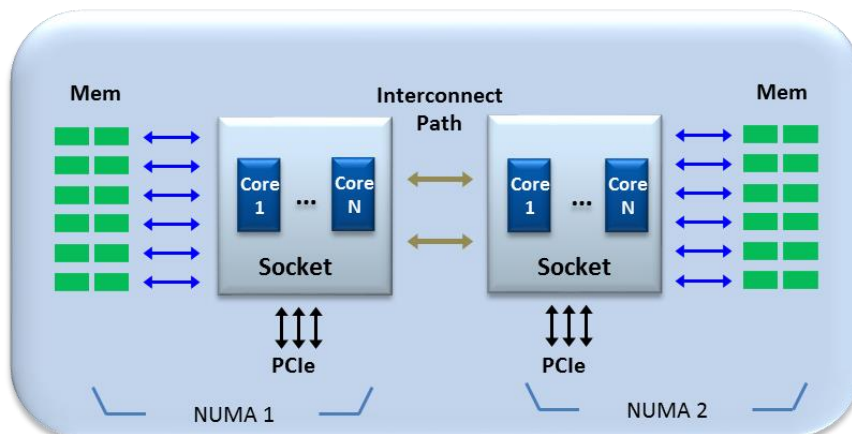 Mem
Interconnect
Path
Mem
Core
1
...
Core
N
Socket
Core
1
...
Core
N
Socket
PCIe
PCIe
NUMA 1
NUMA 2